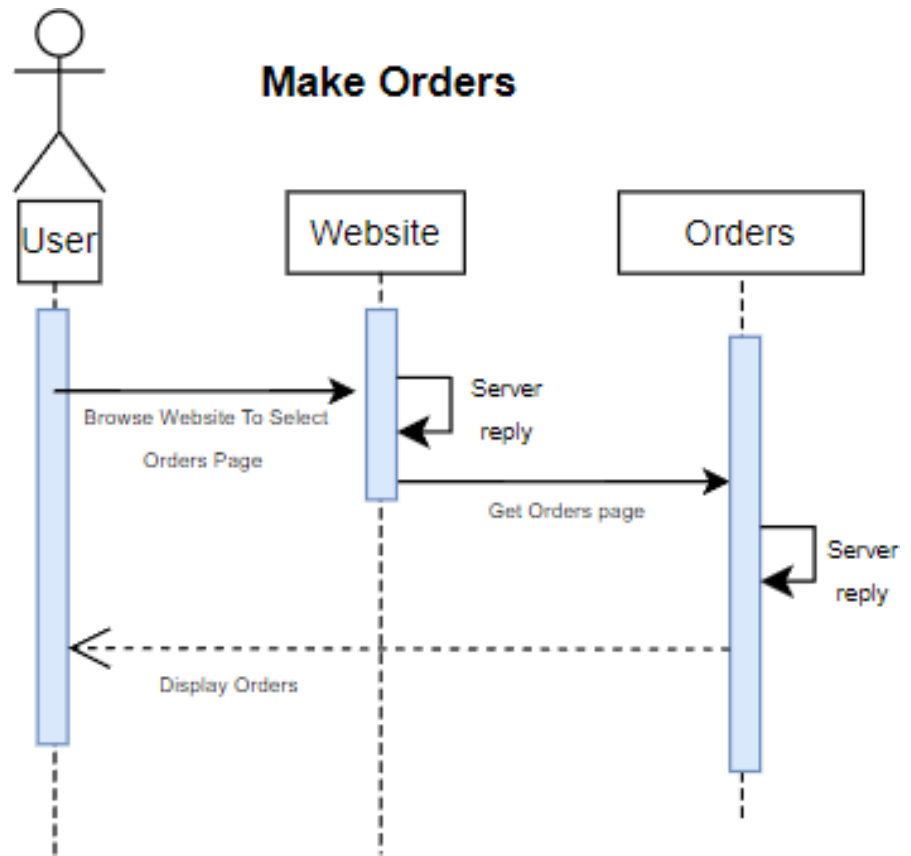 Make Orders
User
Website
Orders
Browse Website To Select
Orders Page
Server
reply
Get Orders page
Server
reply
Display Orders